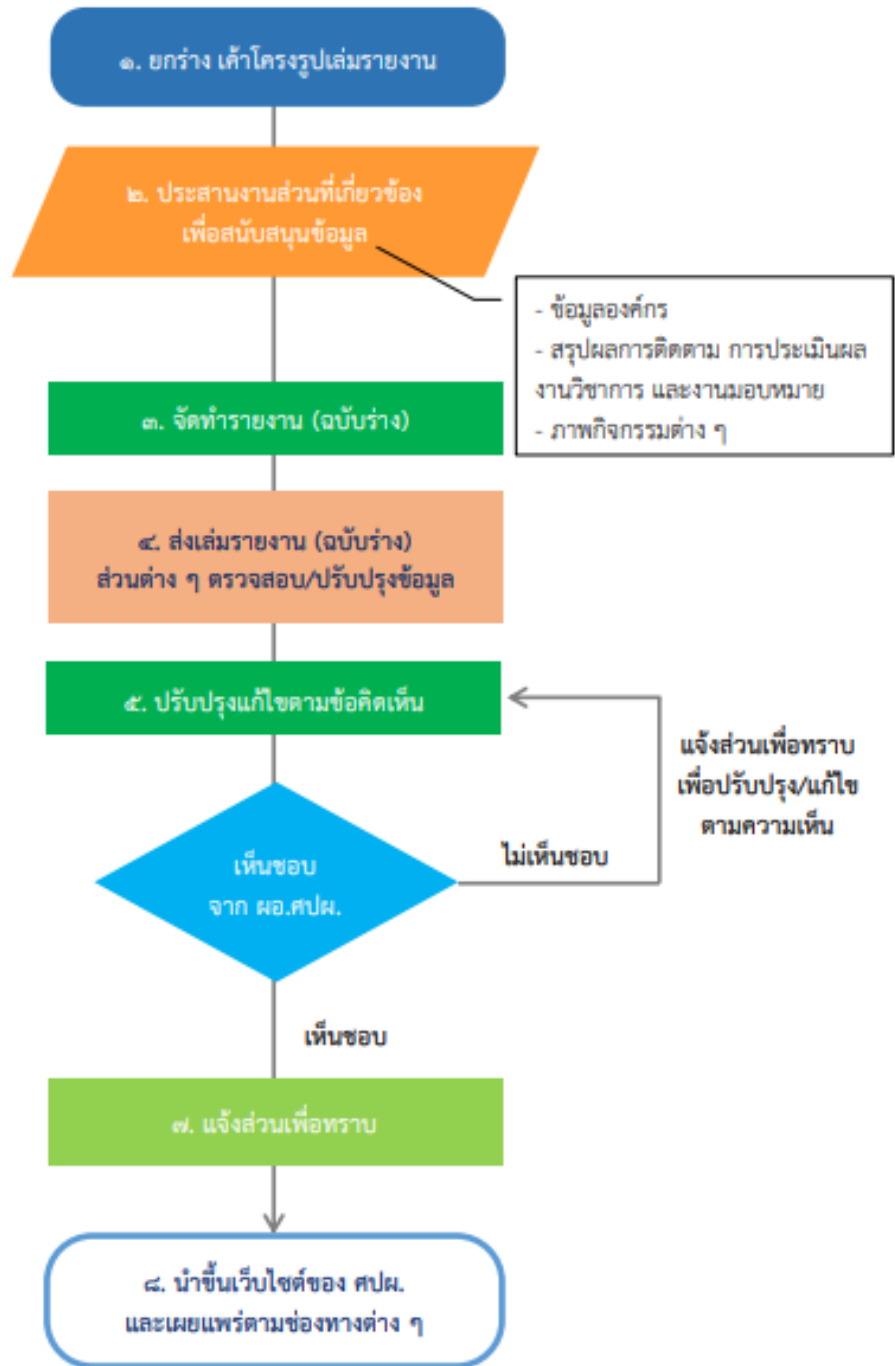 ๑. ยกร่าง เค้าโครงรูปเล่มรายงาน
๒. ประสานงานส่วนที่เกี่ยวข้อง
เพื่อสนับสนุนข้อมูล
- ข้อมูลองค์กร
- สรุปผลการติดตาม การประเมินผล
งานวิชาการ และงานมอบหมาย
- ภาพกิจกรรมต่าง ๆ
๓. จัดทำรายงาน (ฉบับร่าง)
๔. ส่งเล่มรายงาน (ฉบับร่าง)
ส่วนต่าง ๆ ตรวจสอบ/ปรับปรุงข้อมูล
๕. ปรับปรุงแก้ไขตามข้อคิดเห็น
แจ้งส่วนเพื่อทราบ
เพื่อปรับปรุง/แก้ไข
ตามความเห็น
เห็นชอบ
จาก ผอ.ศปผ.
ไม่เห็นชอบ
เห็นชอบ
๗. แจ้งส่วนเพื่อทราบ
๘. นำขึ้นเว็บไซต์ของ ศปผ.
และเผยแพร่ตามช่องทางต่าง ๆ